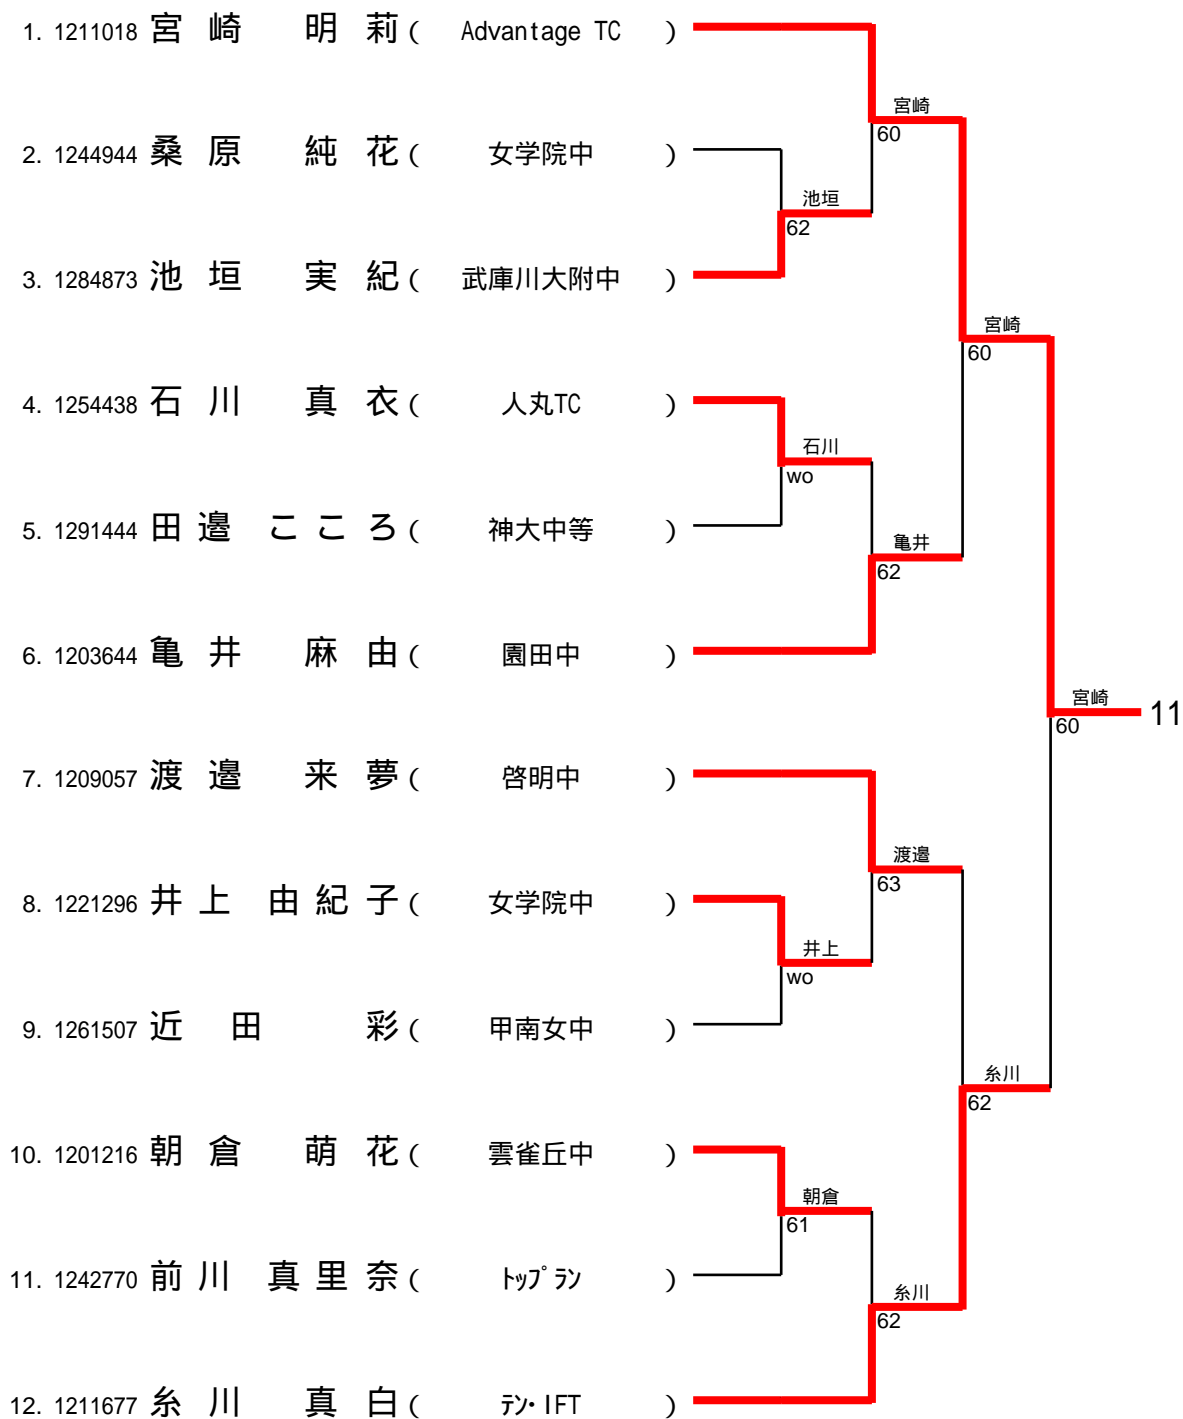 1. 1211018 宮 崎 明 莉 ( Advantage TC )
宮崎
60
2. 1244944 桑 原 純 花 ( 女学院中 )
池垣
62
3. 1284873 池 垣 実 紀 ( 武庫川大附中 )
宮崎
60
4. 1254438 石 川 真 衣 ( 人丸TC )
石川
wo
5. 1291444 田 邉 こ こ ろ ( 神大中等 )
亀井
62
6. 1203644 亀 井 麻 由 ( 園田中 )
宮崎
60
11
7. 1209057 渡 邉 来 夢 ( 啓明中 )
渡邉
63
8. 1221296 井 上 由 紀 子 ( 女学院中 )
井上
wo
9. 1261507 近 田 彩 ( 甲南女中 )
糸川
62
10. 1201216 朝 倉 萌 花 ( 雲雀丘中 )
朝倉
61
11. 1242770 前 川 真 里 奈 ( ﾄｯﾌﾟﾗﾝ )
糸川
62
12. 1211677 糸 川 真 白 ( ﾃﾝ･IFT )